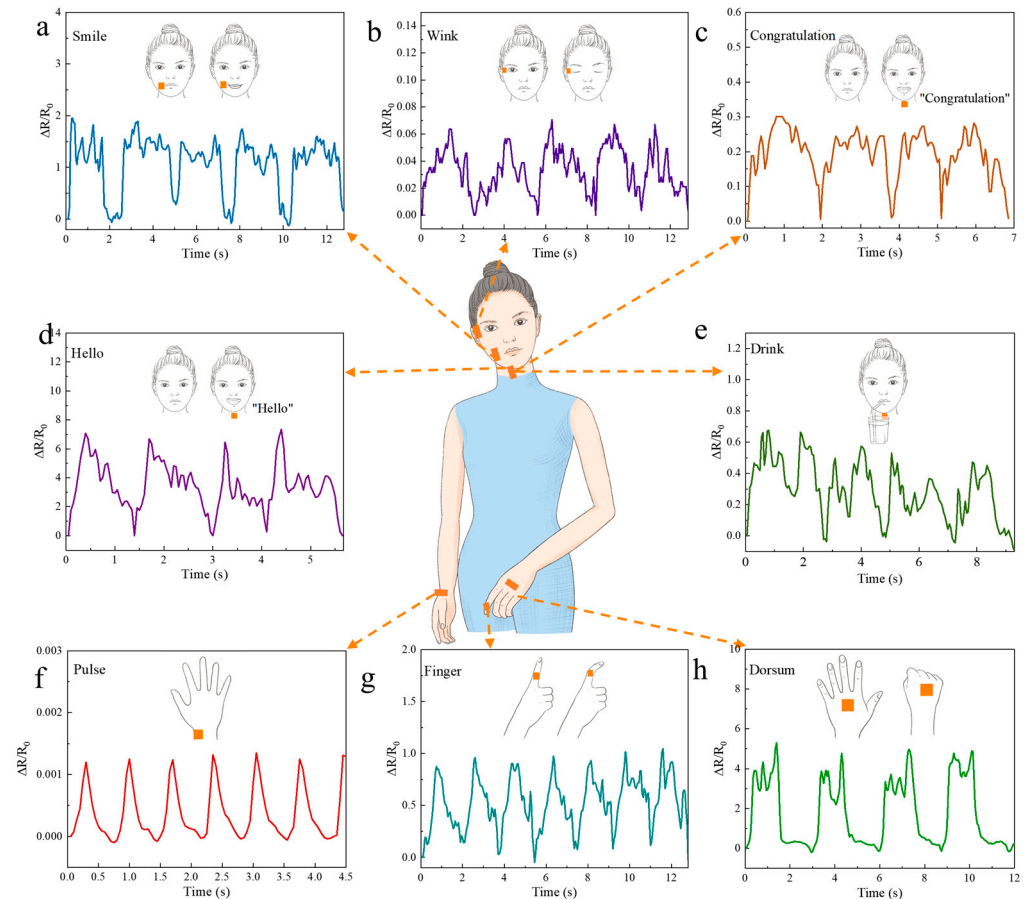 a
Smile
ΔR/R0
4
3
2
1
0
0 2 4 6 8 10 12
Time (s)
b
Wink
ΔR/R0
0.14
0.12
0.10
0.08
0.06
0.04
0.02
0.00
0 2 4 6 8 10 12
Time (s)
c
Congratulation
"Congratulation"
ΔR/R0
0.6
0.5
0.4
0.3
0.2
0.1
0.0
0 1 2 3 4 5 6 7
Time (s)
d
Hello
"Hello"
ΔR/R0
14
12
10
8
6
4
2
0
0 1 2 3 4 5
Time (s)
e
Drink
ΔR/R0
1.2
1.0
0.8
0.6
0.4
0.2
0.0
0 2 4 6 8
Time (s)
f
Pulse
ΔR/R0
0.003
0.002
0.001
0.000
0.0 0.5 1.0 1.5 2.0 2.5 3.0 3.5 4.0 4.5
Time (s)
g
Finger
ΔR/R0
2.0
1.5
1.0
0.5
0.0
0 2 4 6 8 10 12
Time (s)
h
Dorsum
ΔR/R0
10
8
6
4
2
0
0 2 4 6 8 10 12
Time (s)